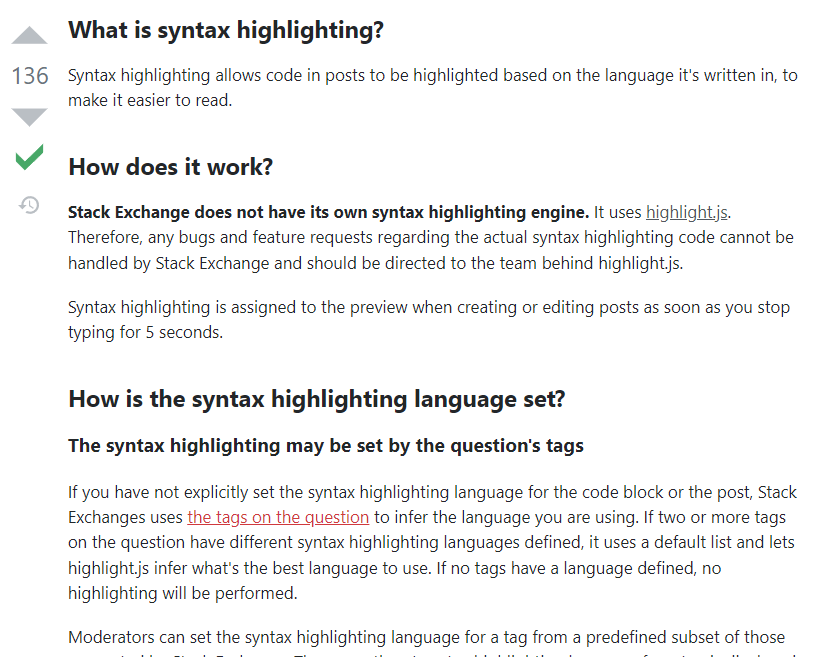 What is syntax highlighting?
136
Syntax highlighting allows code in posts to be highlighted based on the language it's written in, to
make it easier to read.
How does it work?
Stack Exchange does not have its own syntax highlighting engine. It uses highlight.js.
Therefore, any bugs and feature requests regarding the actual syntax highlighting code cannot be
handled by Stack Exchange and should be directed to the team behind highlight.js.
Syntax highlighting is assigned to the preview when creating or editing posts as soon as you stop
typing for 5 seconds.
How is the syntax highlighting language set?
The syntax highlighting may be set by the question's tags
If you have not explicitly set the syntax highlighting language for the code block or the post, Stack
Exchanges uses the tags on the question to infer the language you are using. If two or more tags
on the question have different syntax highlighting languages defined, it uses a default list and lets
highlight.js infer what's the best language to use. If no tags have a language defined, no
highlighting will be performed.
Moderators can set the syntax highlighting language for a tag from a predefined subset of those